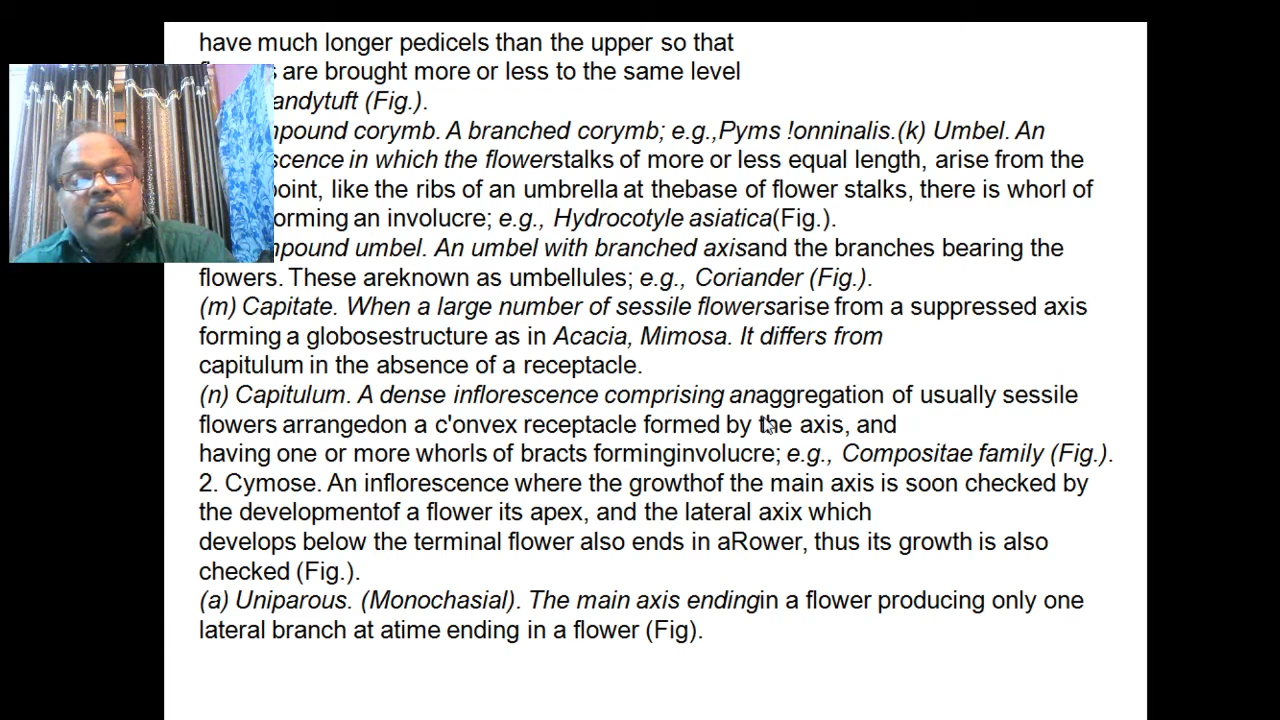 have much longer pedicels than the upper so that
are brought more or less to the same level
andytuft (Fig.).
pound corymb. A branched corymb; e.g.,Pyms !onninalis.(k) Umbel. An
scence in which the flowerstalks of more or less equal length, arise from the
point, like the ribs of an umbrella at thebase of flower stalks, there is whorl of
orming an involucre; e.g., Hydrocotyle asiatica(Fig.).
pound umbel. An umbel with branched axisand the branches bearing the
flowers. These areknown as umbellules; e.g., Coriander (Fig.).
(m) Capitate. When a large number of sessile flowersarise from a suppressed axis
forming a globosestructure as in Acacia, Mimosa. It differs from
capitulum in the absence of a receptacle.
(n) Capitulum. A dense inflorescence comprising anaggregation of usually sessile
flowers arrangedon a c'onvex receptacle formed by the axis, and
having one or more whorls of bracts forminginvolucre; e.g., Compositae family (Fig.).
2. Cymose. An inflorescence where the growthof the main axis is soon checked by
the developmentof a flower its apex, and the lateral axix which
develops below the terminal flower also ends in aRower, thus its growth is also
checked (Fig.).
(a) Uniparous. (Monochasial). The main axis endingin a flower producing only one
lateral branch at atime ending in a flower (Fig).